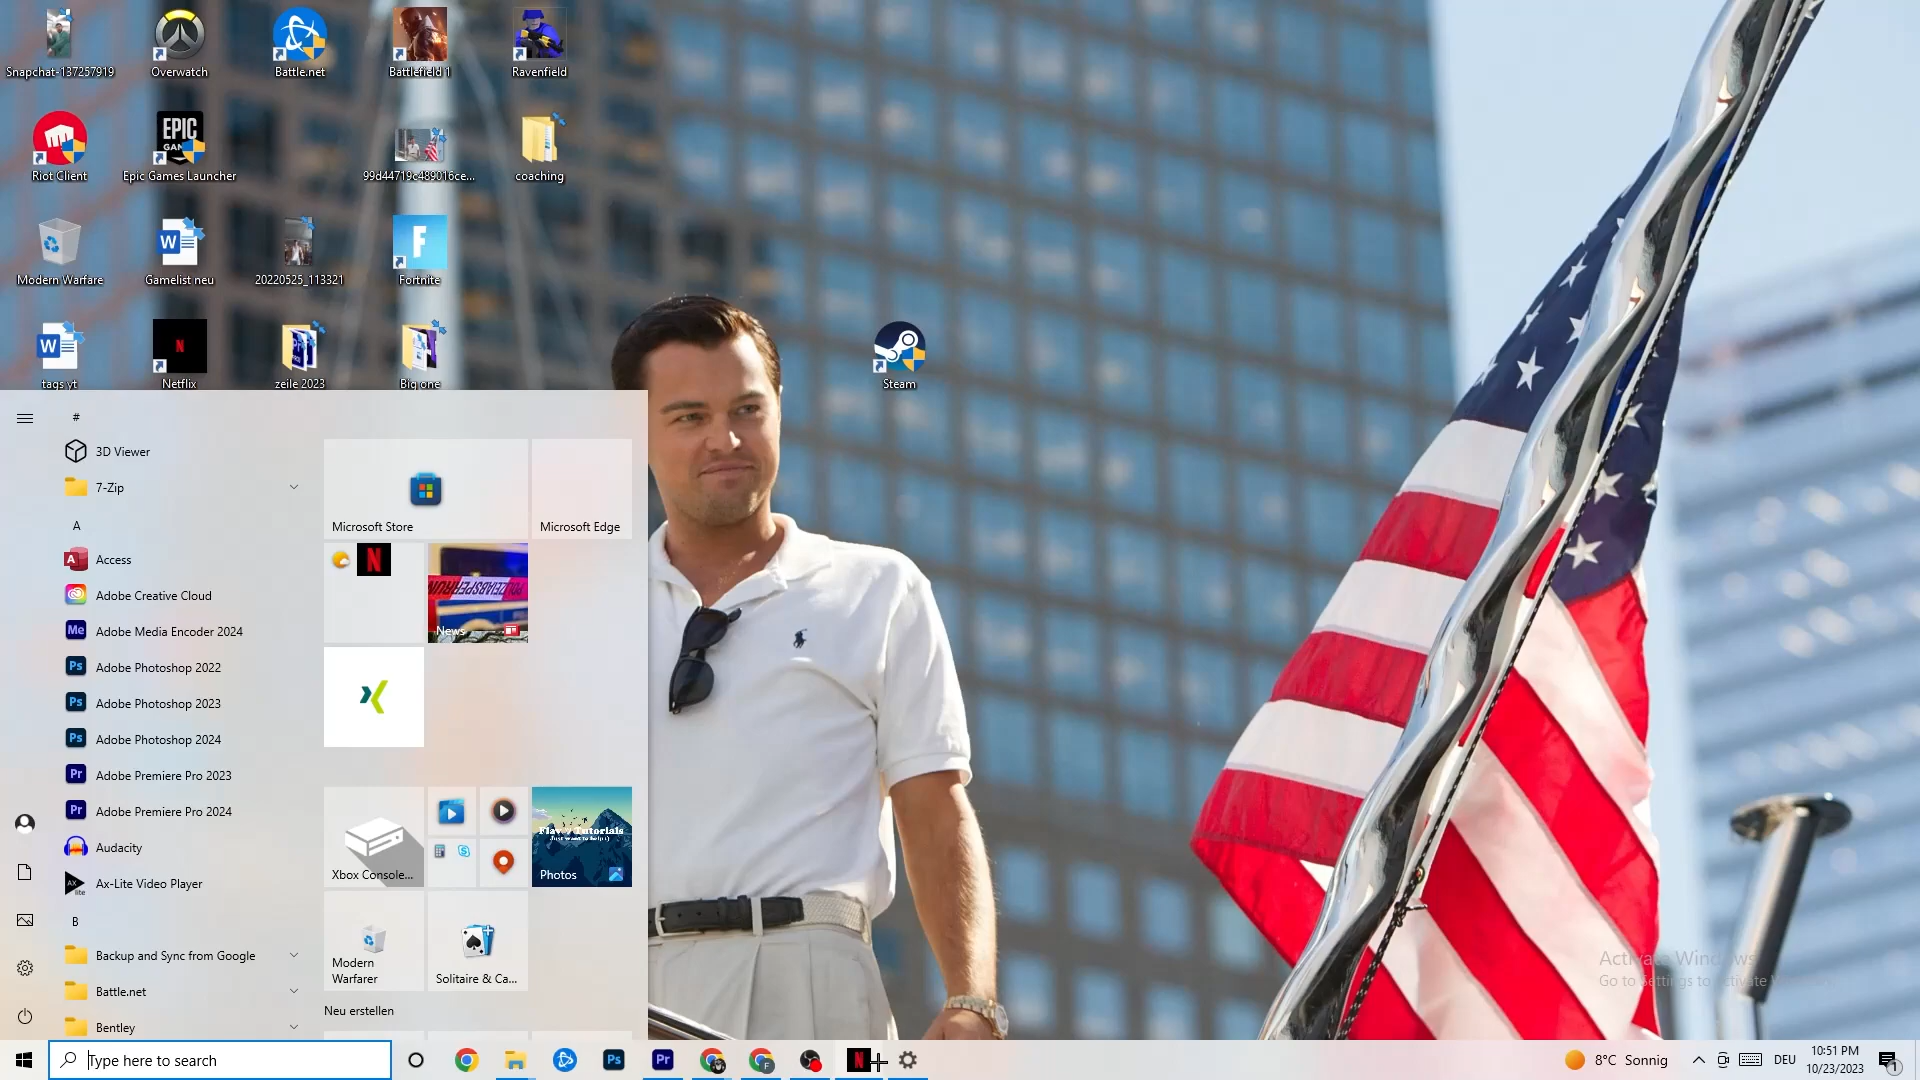 Snapchat-137257919
Overwatch
Battle.net
Battlefield 1
Ravenfield
EPIC
GAM
Riot Client
Epic Games Launcher
99d44719c489016ce...
coaching
Modern Warfare
Gamelist neu
20220525_113321
Fortnite
tags yt
Netflix
zeile 2023
Big one
Steam
#
3D Viewer
7-Zip
A
Access
Adobe Creative Cloud
Adobe Media Encoder 2024
Adobe Photoshop 2022
Adobe Photoshop 2023
Adobe Photoshop 2024
Adobe Premiere Pro 2023
Adobe Premiere Pro 2024
Audacity
Ax-Lite Video Player
B
Backup and Sync from Google
Battle.net
Bentley
Microsoft Store
Microsoft Edge
News
Xbox Console...
Photos
Modern
Warfarer
Solitaire & Ca...
Neu erstellen
Activate Windows
Go to Settings to activate
Type here to search
8°C Sonnig
DEU
10:51 PM
10/23/2023